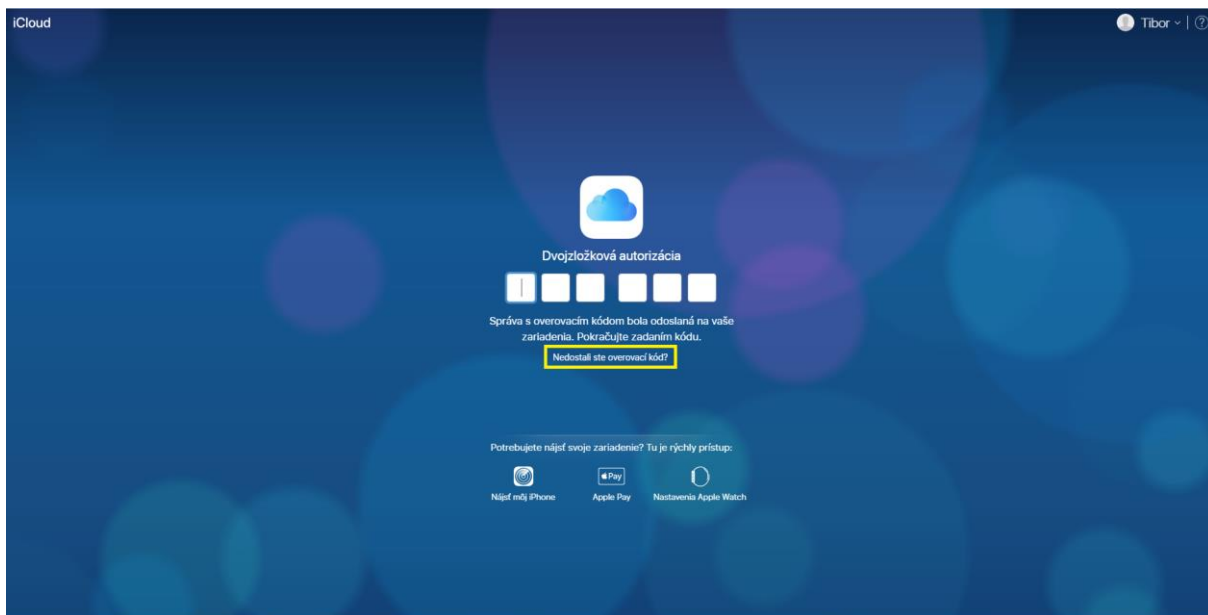 iCloud
Tibor
Dvojzložková autorizácia
Správa s overovacím kódom bola odoslaná na vaše
zariadenia. Pokračujte zadaním kódu.
Nedostali ste overovací kód?
Potrebujete nájsť svoje zariadenie? Tu je rýchly prístup:
Pay
Nájsť môj iPhone
Apple Pay
Nastavenia Apple Watch